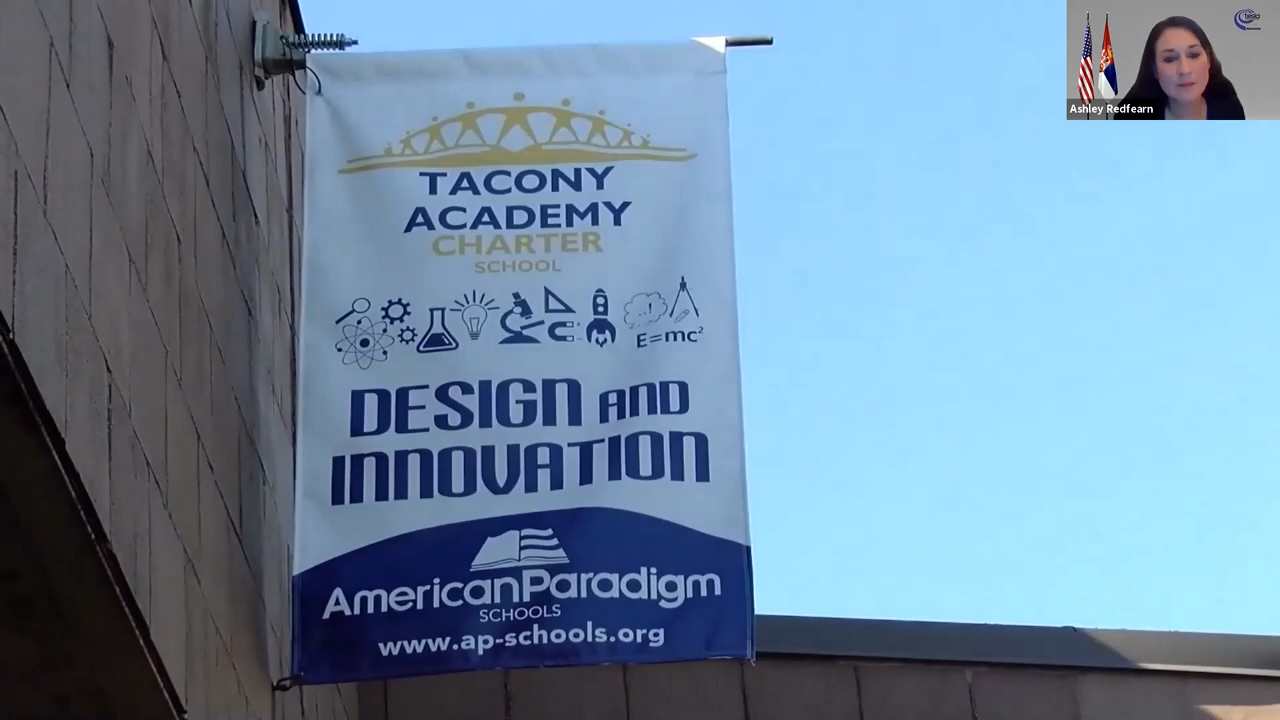 TACONY
ACADEMY
CHARTER
SCHOOL
E=mc²
DESIGN AND
INNOVATION
AmericanParadigm
SCHOOLS
www.ap-schools.org
Ashley Redfearn